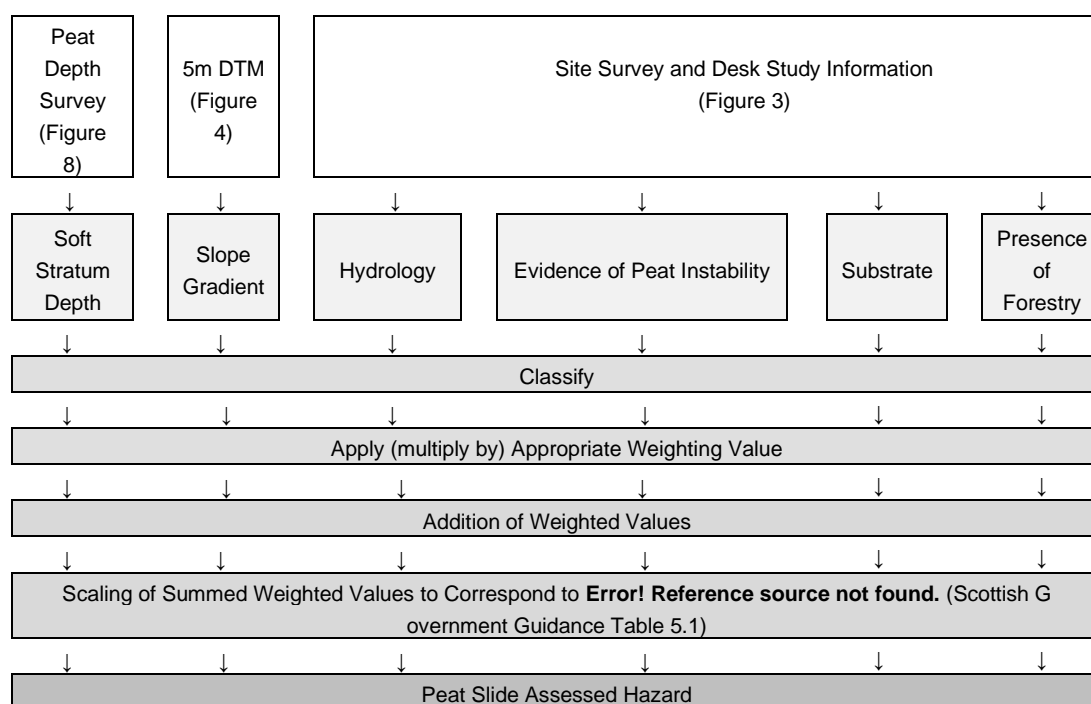 Peat
Depth
Survey
(Figure
8)
5m DTM
(Figure
4)
Site Survey and Desk Study Information
(Figure 3)
↓ ↓ ↓ ↓ ↓ ↓
Soft
Stratum
Depth
Slope
Gradient
Hydrology
Evidence of Peat Instability
Substrate
Presence
of
Forestry
↓ ↓ ↓ ↓ ↓ ↓
Classify
↓ ↓ ↓ ↓ ↓ ↓
Apply (multiply by) Appropriate Weighting Value
↓ ↓ ↓ ↓ ↓ ↓
Addition of Weighted Values
↓ ↓ ↓ ↓ ↓ ↓
Scaling of Summed Weighted Values to Correspond to Error! Reference source not found. (Scottish G
overnment Guidance Table 5.1)
↓ ↓ ↓ ↓ ↓ ↓
Peat Slide Assessed Hazard